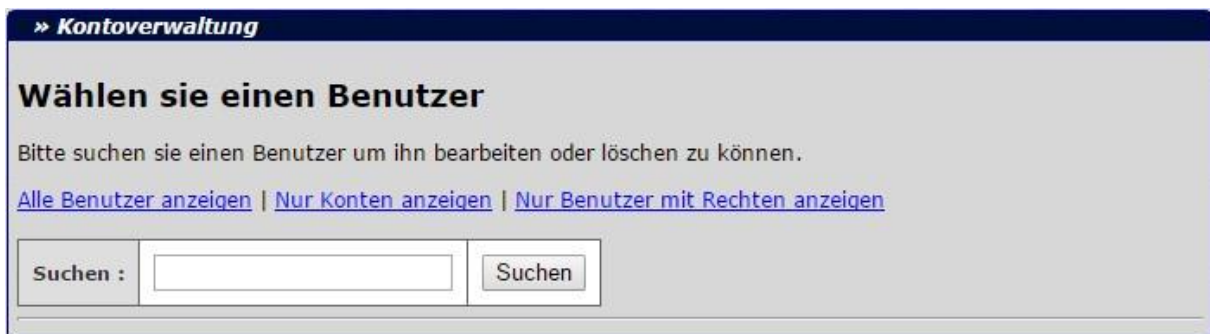 » Kontoverwaltung
Wählen sie einen Benutzer
Bitte suchen sie einen Benutzer um ihn bearbeiten oder löschen zu können.
Alle Benutzer anzeigen | Nur Konten anzeigen | Nur Benutzer mit Rechten anzeigen
Suchen : Suchen